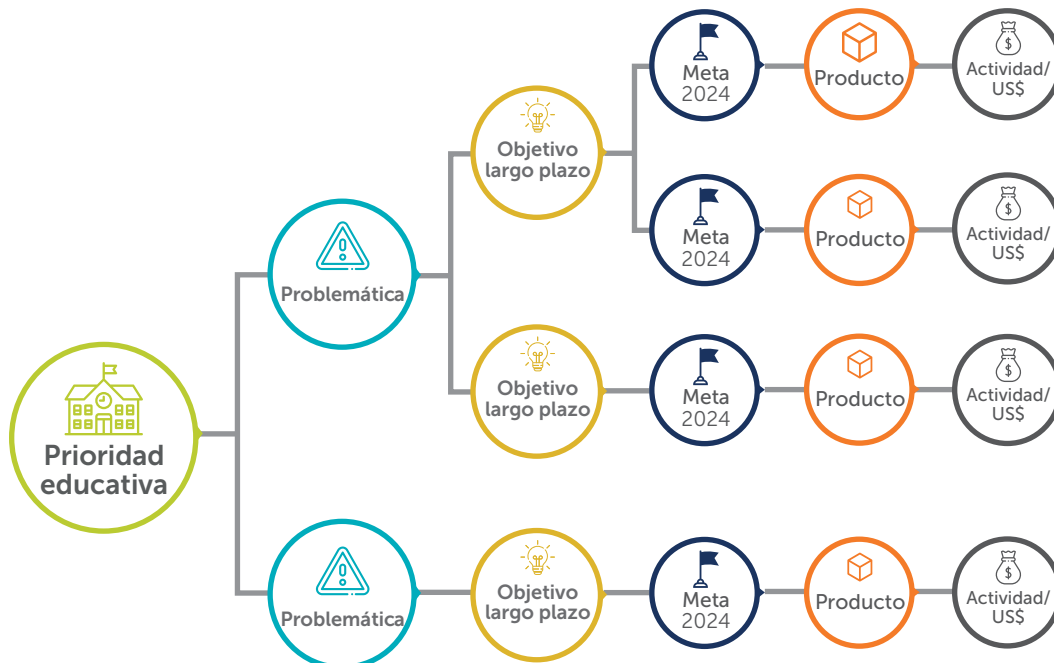 Meta
2024
Producto
Actividad/
US$
Objetivo
largo plazo
Meta
2024
Producto
Actividad/
US$
Problemática
Objetivo
largo plazo
Meta
2024
Producto
Actividad/
US$
Prioridad
educativa
Problemática
Objetivo
largo plazo
Meta
2024
Producto
Actividad/
US$